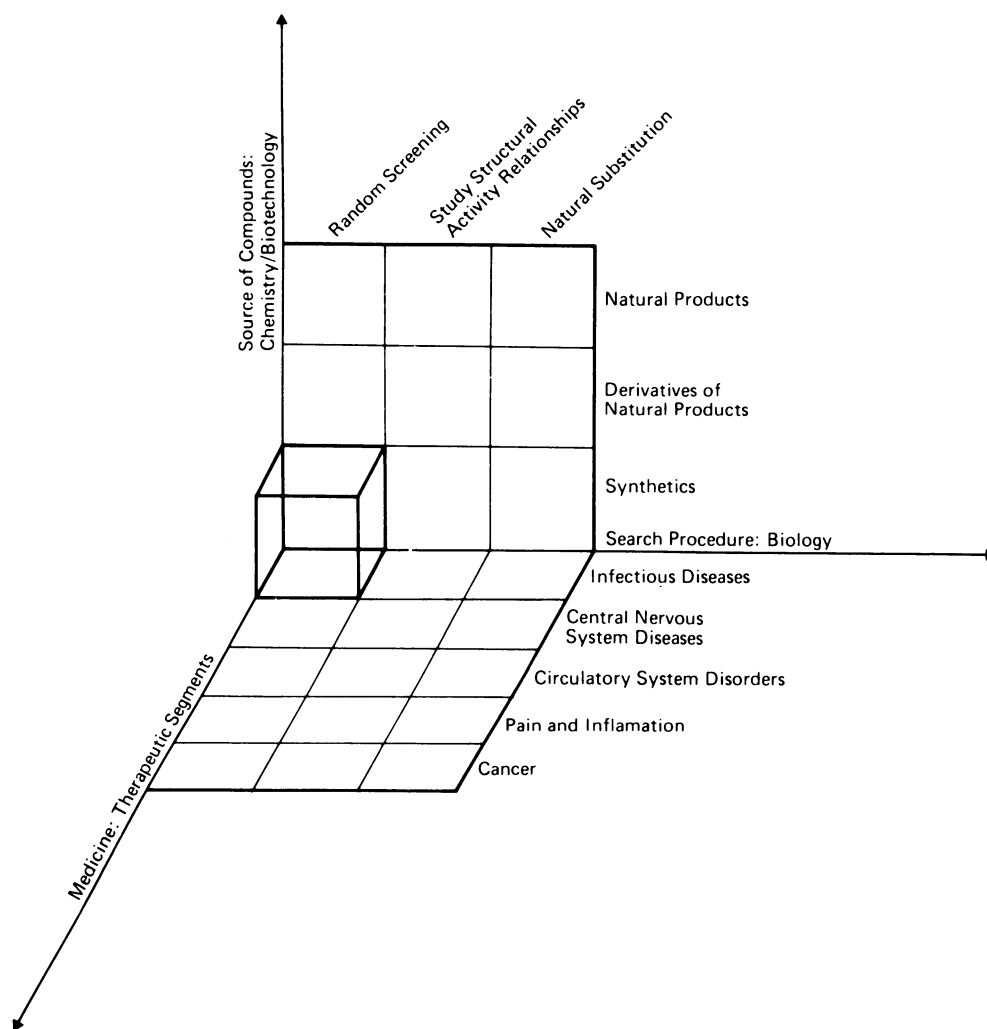 Source of Compounds:
Chemistry/Biotechnology
Random Screening
Study Structural
Activity Relationships
Natural Substitution
Natural Products
Derivatives of
Natural Products
Synthetics
Search Procedure: Biology
Infectious Diseases
Central Nervous
System Diseases
Circulatory System Disorders
Pain and Inflamation
Cancer
Medicine: Therapeutic Segments